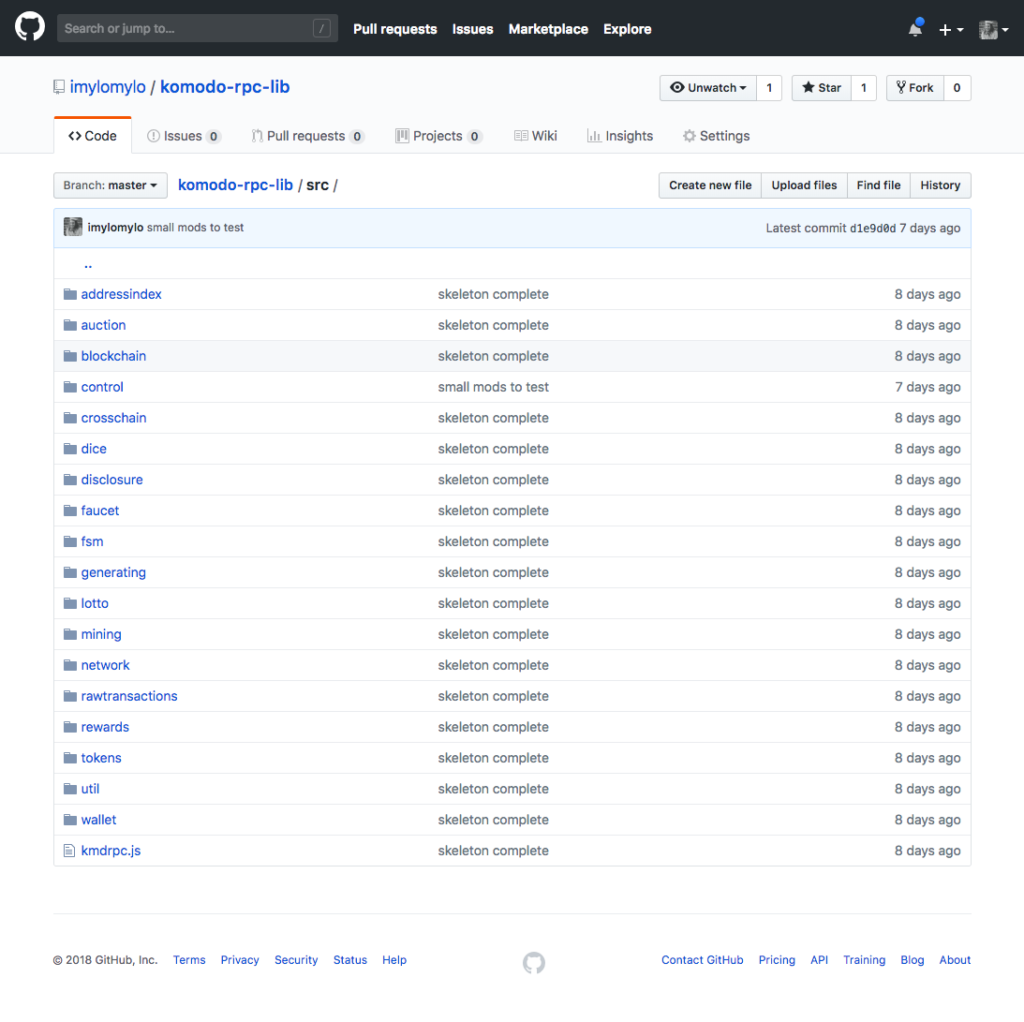 Search or jump to... / Pull requests Issues Marketplace Explore
imylomylo / komodo-rpc-lib Unwatch 1 Star 1 Fork 0
Code Issues 0 Pull requests 0 Projects 0 Wiki Insights Settings
Branch: master komodo-rpc-lib / src / Create new file Upload files Find file History
imylomylo small mods to test Latest commit d1e9d0d 7 days ago
..
addressindex skeleton complete 8 days ago
auction skeleton complete 8 days ago
blockchain skeleton complete 8 days ago
control small mods to test 7 days ago
crosschain skeleton complete 8 days ago
dice skeleton complete 8 days ago
disclosure skeleton complete 8 days ago
faucet skeleton complete 8 days ago
fsm skeleton complete 8 days ago
generating skeleton complete 8 days ago
lotto skeleton complete 8 days ago
mining skeleton complete 8 days ago
network skeleton complete 8 days ago
rawtransactions skeleton complete 8 days ago
rewards skeleton complete 8 days ago
tokens skeleton complete 8 days ago
util skeleton complete 8 days ago
wallet skeleton complete 8 days ago
kmdrpc.js skeleton complete 8 days ago
© 2018 GitHub, Inc. Terms Privacy Security Status Help Contact GitHub Pricing API Training Blog About